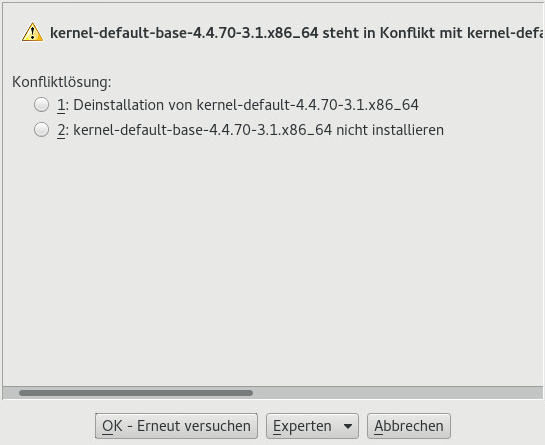 kernel-default-base-4.4.70-3.1.x86_64 steht in Konflikt mit
Konfliktlösung:
1: Deinstallation von kernel-default-4.4.70-3.1.x86_64
2: kernel-default-base-4.4.70-3.1.x86_64 nicht installieren
OK - Erneut versuchen Experten Abbrechen